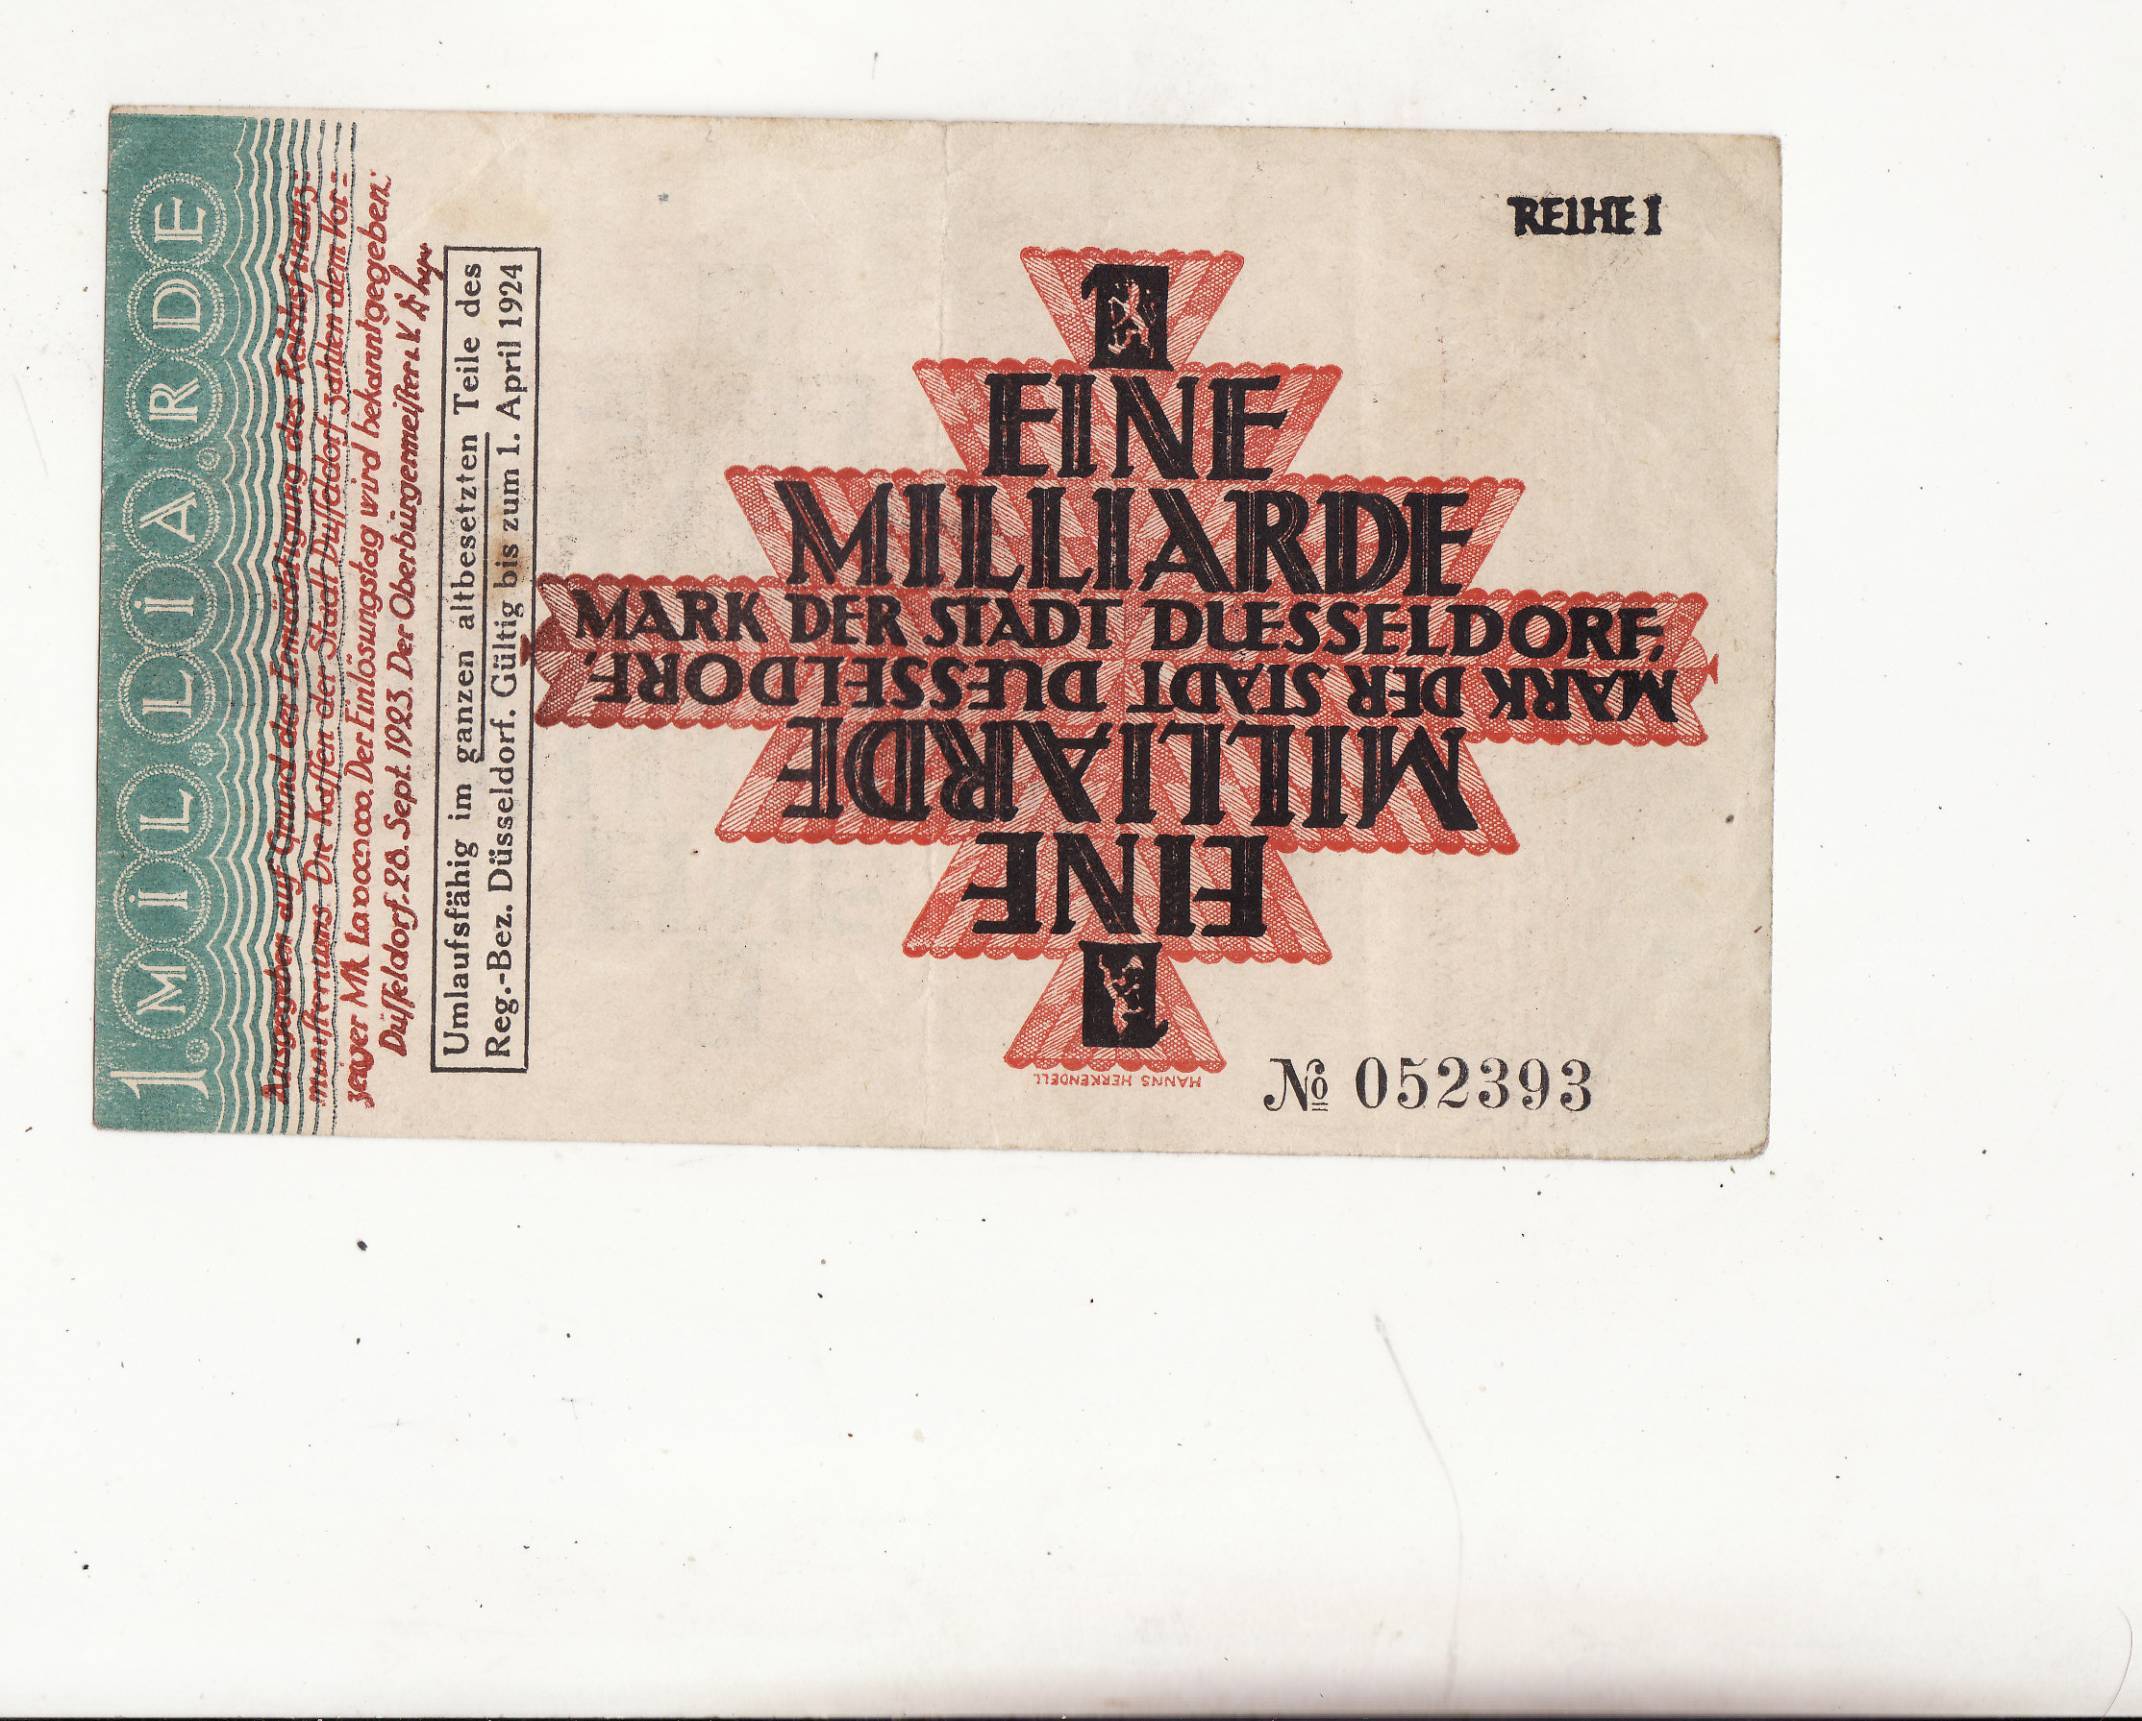 1.MILLIARDE
Ausgegeben auf Grund der Ermächtigung des Reichsfinanz-
ministeriums. Die Kassen der Stadt Düsseldorf zahlen dem Vor=
zeiger Mk 1.000.000.000. Der Einlösungstag wird bekanntgegeben.
Düsseldorf. 28. Sept. 1923. Der Oberbürgermeister i. V.
Umlaufsfähig im ganzen altbesetzten Teile des
Reg.-Bez. Düsseldorf. Gültig bis zum 1. April 1924
REIHE I
1
EINE
MILLIARDE
MARK DER STADT DUESSELDORF,
MARK DER STADT DUESSELDORF,
MILLIARDE
EINE
1
HANNS HERKENDELL
№ 052393